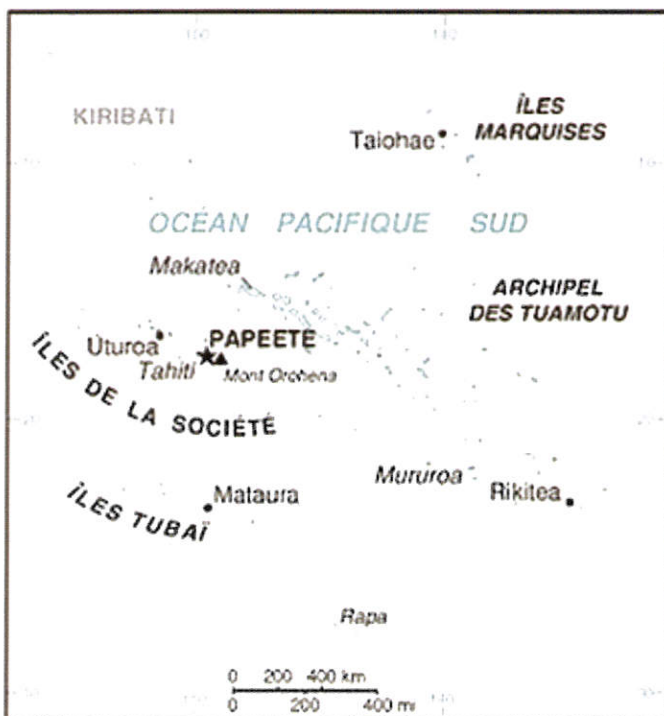 KIRIBATI
ÎLES
MARQUISES
Taiohae
OCÉAN PACIFIQUE SUD
Makatea
ARCHIPEL
DES TUAMOTU
Uturoa
PAPEETE
Tahiti
Mont Orohena
ÎLES DE LA SOCIÉTÉ
Mururoa
Rikitea
Mataura
ÎLES TUBAÏ
Rapa
0 200 400 km
0 200 400 mi